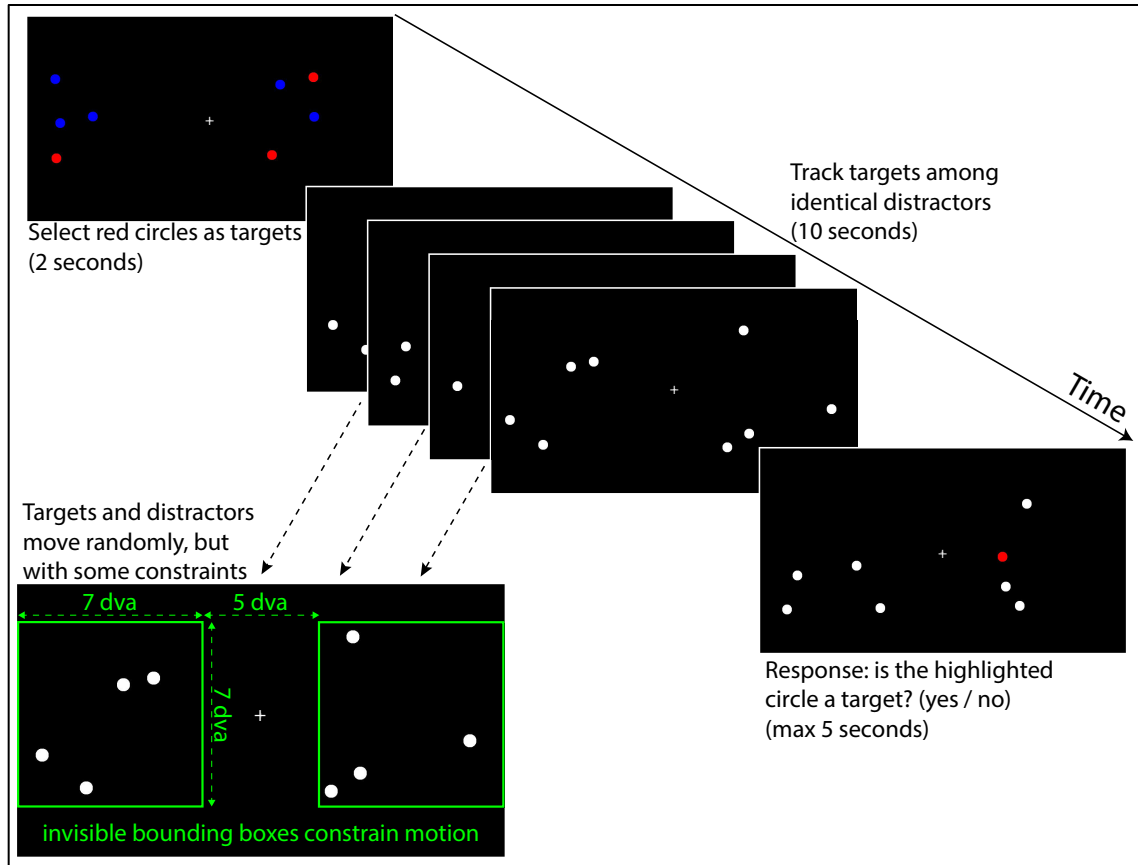 Select red circles as targets
(2 seconds)
Track targets among
identical distractors
(10 seconds)
Time
Targets and distractors
move randomly, but
with some constraints
7 dva
5 dva
7 dva
invisible bounding boxes constrain motion
Response: is the highlighted
circle a target? (yes / no)
(max 5 seconds)